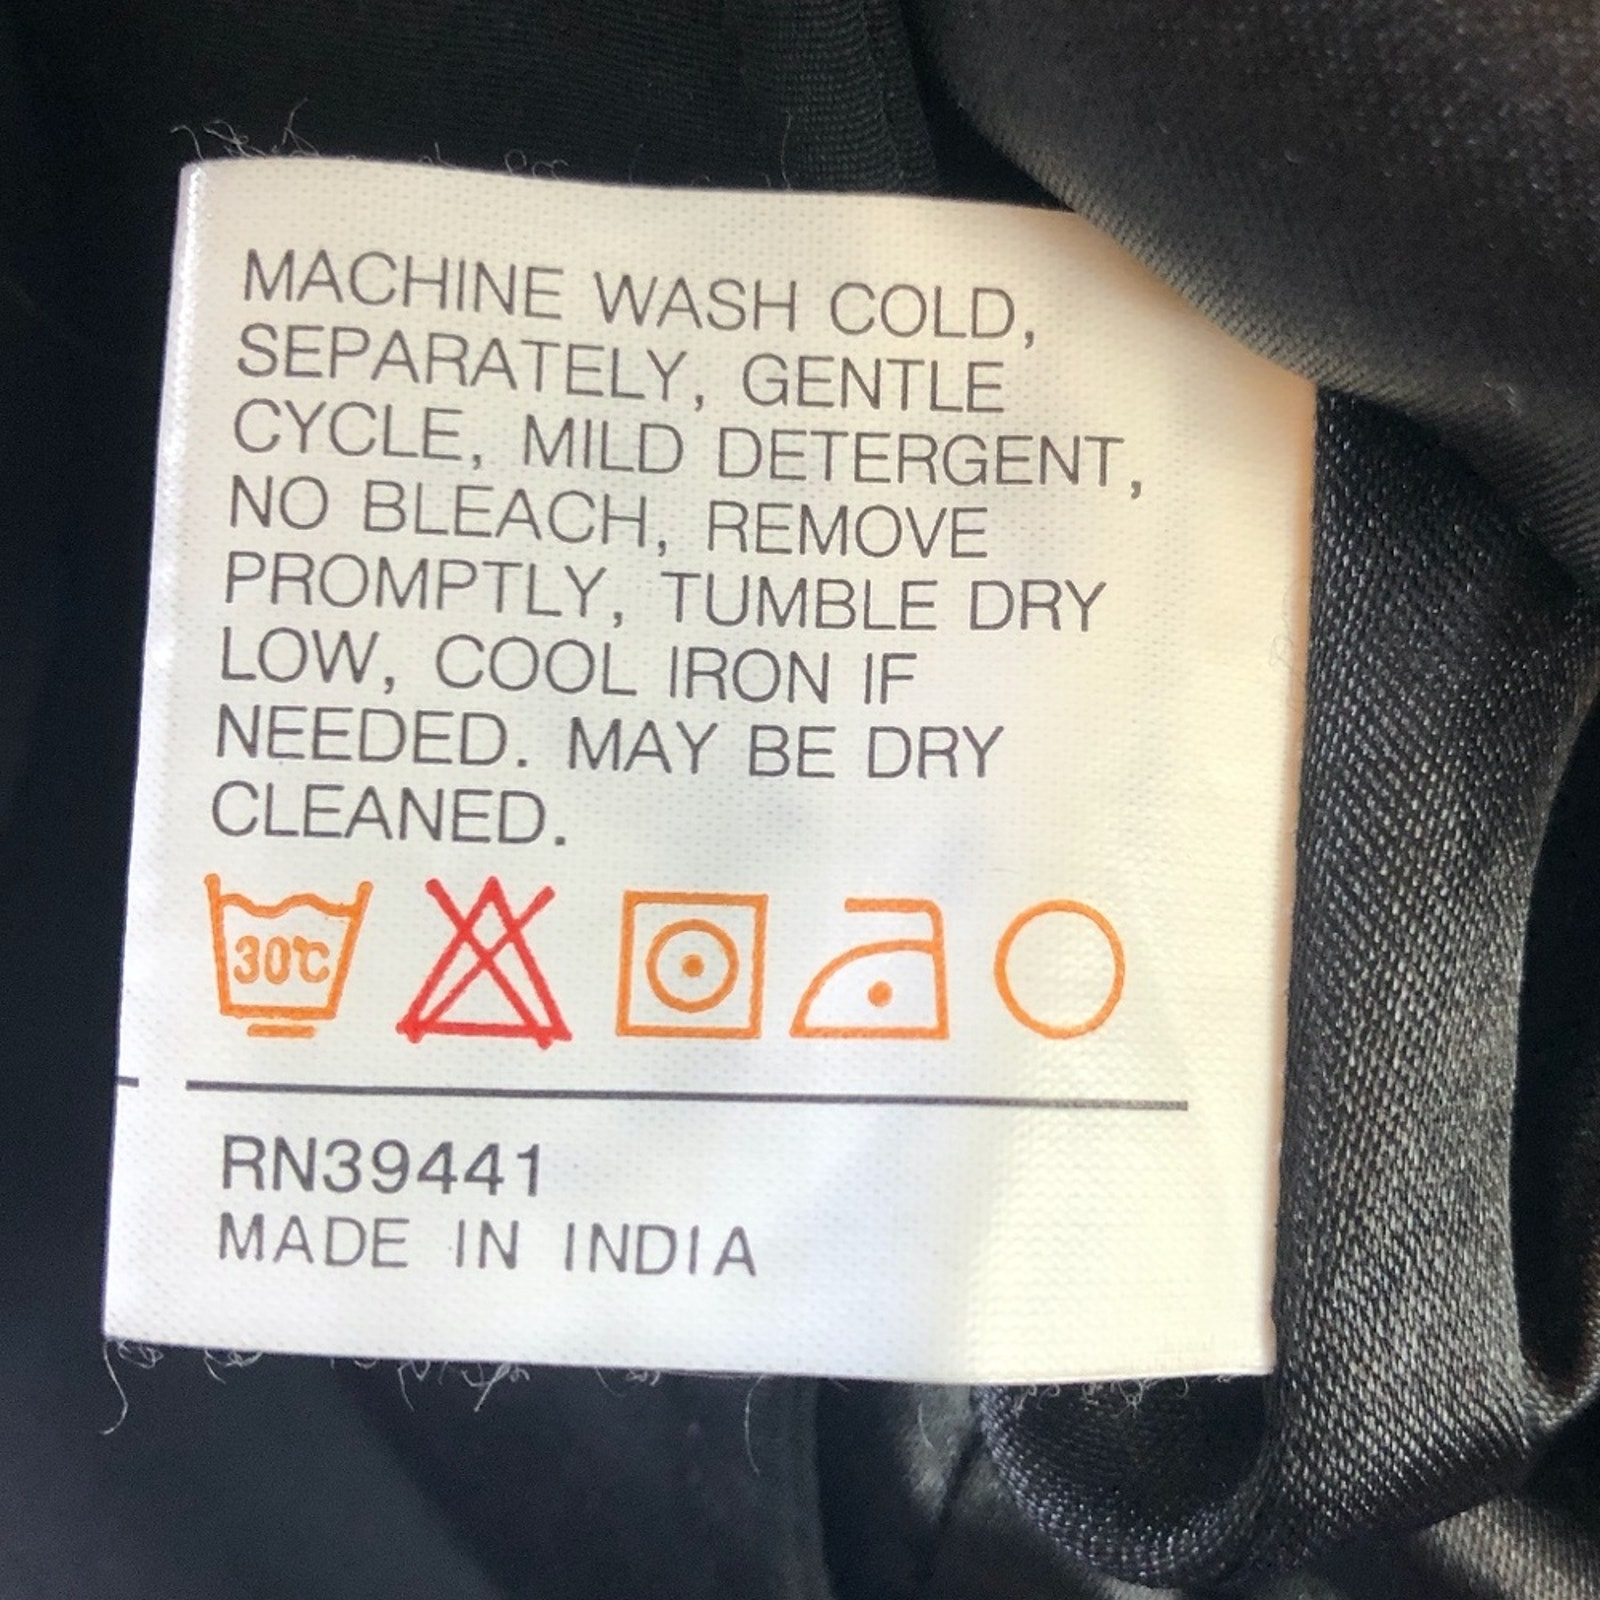 MACHINE WASH COLD,
SEPARATELY, GENTLE
CYCLE, MILD DETERGENT,
NO BLEACH, REMOVE
PROMPTLY, TUMBLE DRY
LOW, COOL IRON IF
NEEDED. MAY BE DRY
CLEANED.
30℃
RN39441
MADE IN INDIA